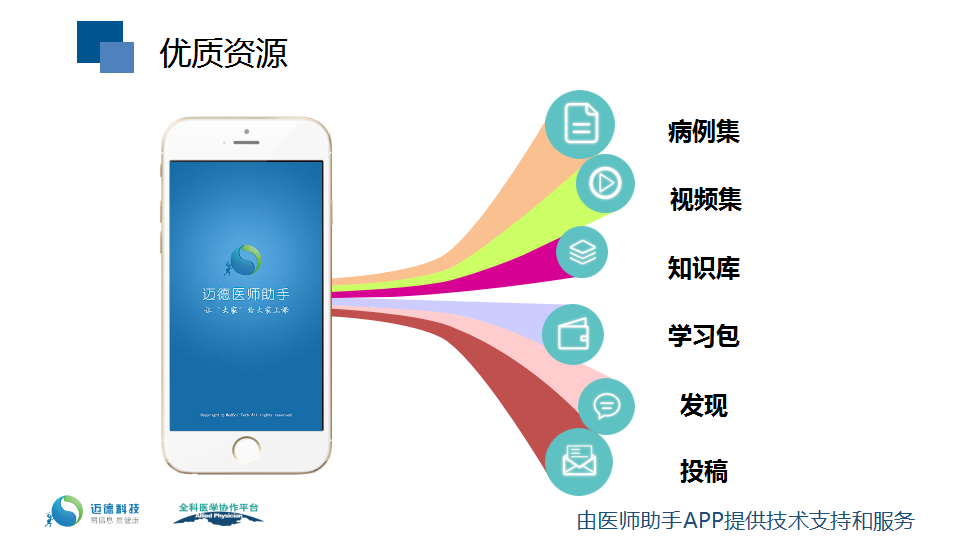 优质资源
病例集
视频集
知识库
学习包
发现
投稿
迈德医师助手
让“大家”给大家上课
Copyright © MedSci-Tech All rights reserved
迈德科技
易信息 易健康
全科医学协作平台
Allied Physician
由医师助手APP提供技术支持和服务